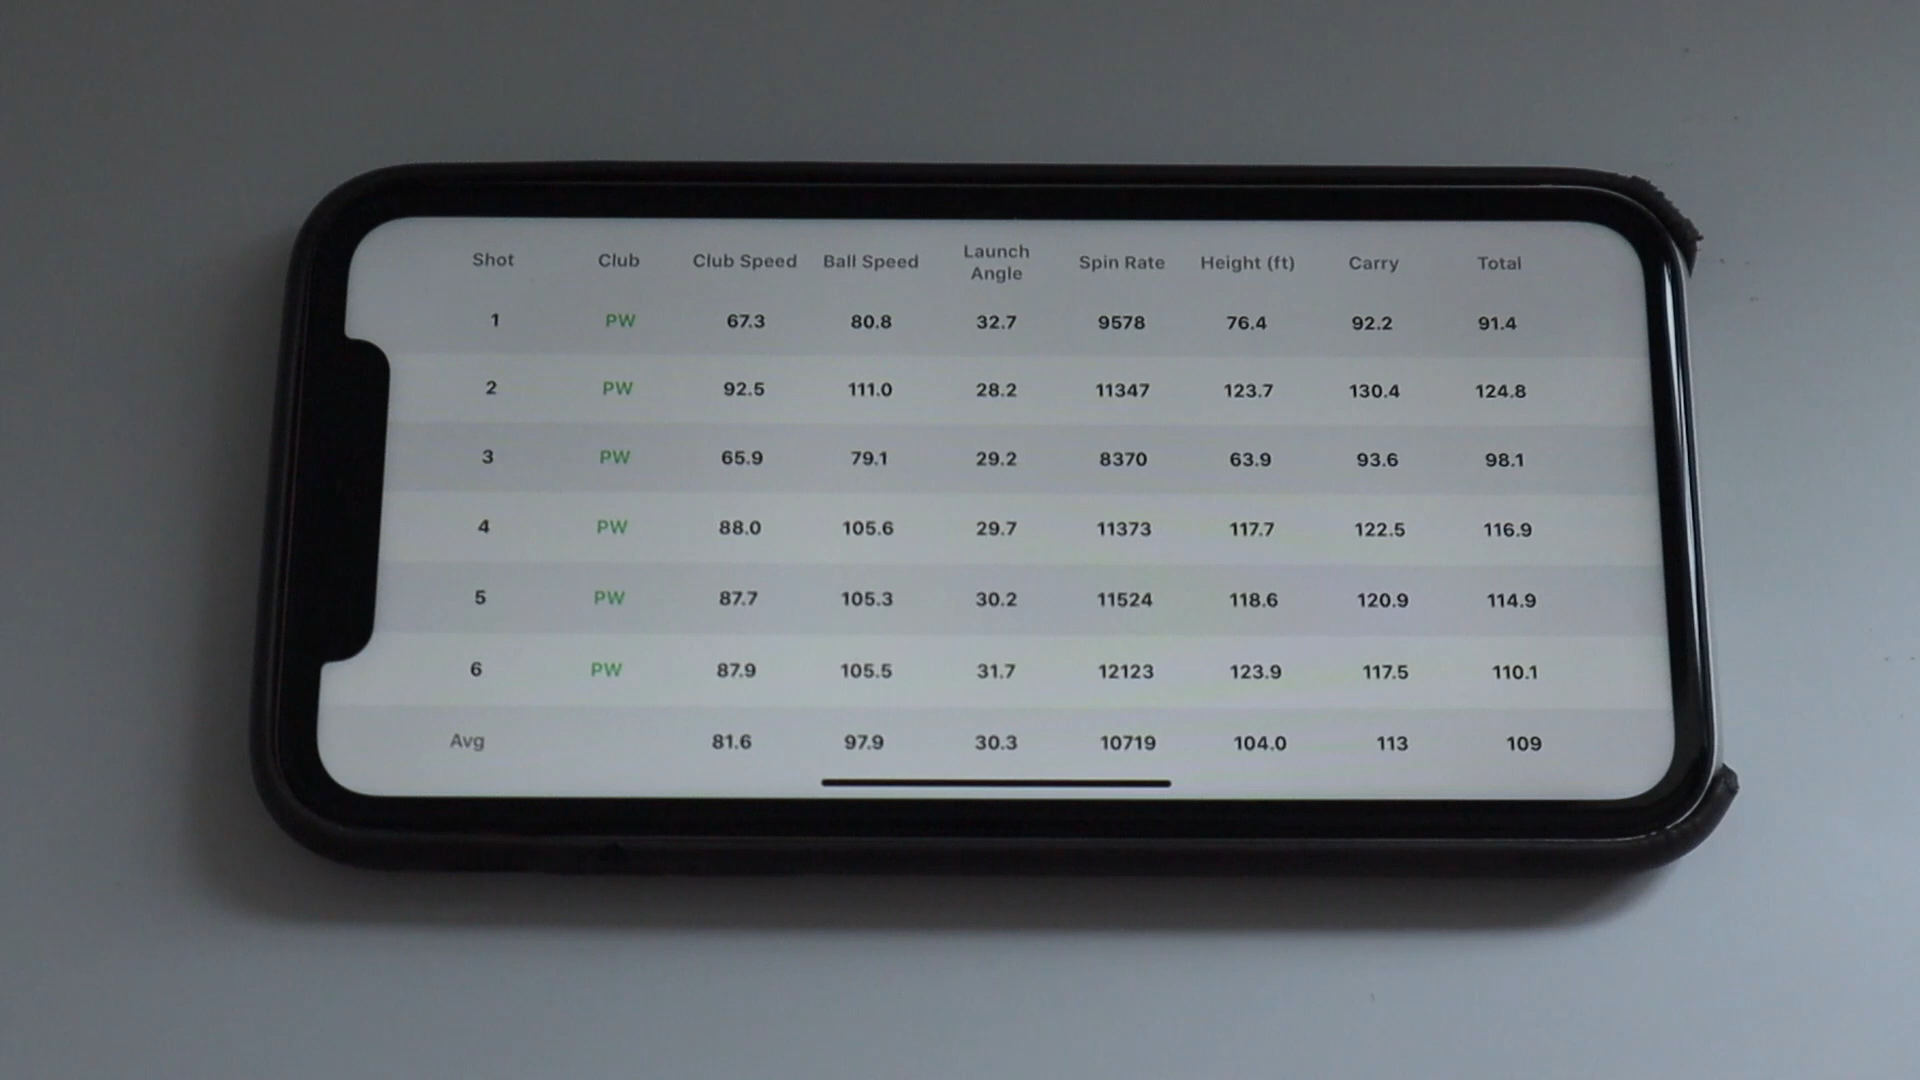 Shot Club Club Speed Ball Speed Launch Angle Spin Rate Height (ft) Carry Total
1 PW 67.3 80.8 32.7 9578 76.4 92.2 91.4
2 PW 92.5 111.0 28.2 11347 123.7 130.4 124.8
3 PW 65.9 79.1 29.2 8370 63.9 93.6 98.1
4 PW 88.0 105.6 29.7 11373 117.7 122.5 116.9
5 PW 87.7 105.3 30.2 11524 118.6 120.9 114.9
6 PW 87.9 105.5 31.7 12123 123.9 117.5 110.1
Avg 81.6 97.9 30.3 10719 104.0 113 109